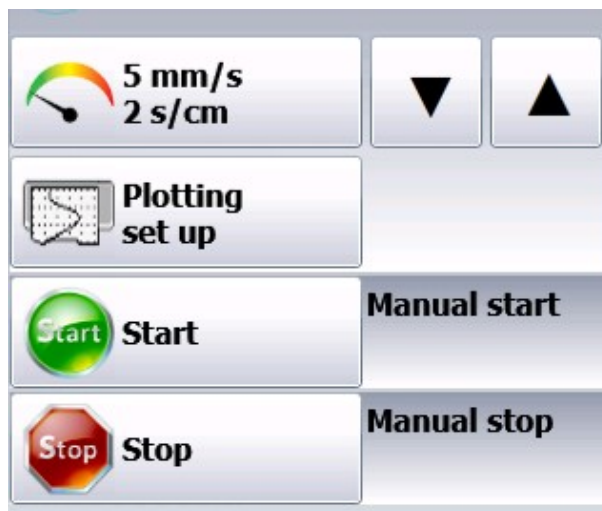 5 mm/s
2 s/cm
▼ ▲
Plotting
set up
Start Start
Manual start
Stop Stop
Manual stop